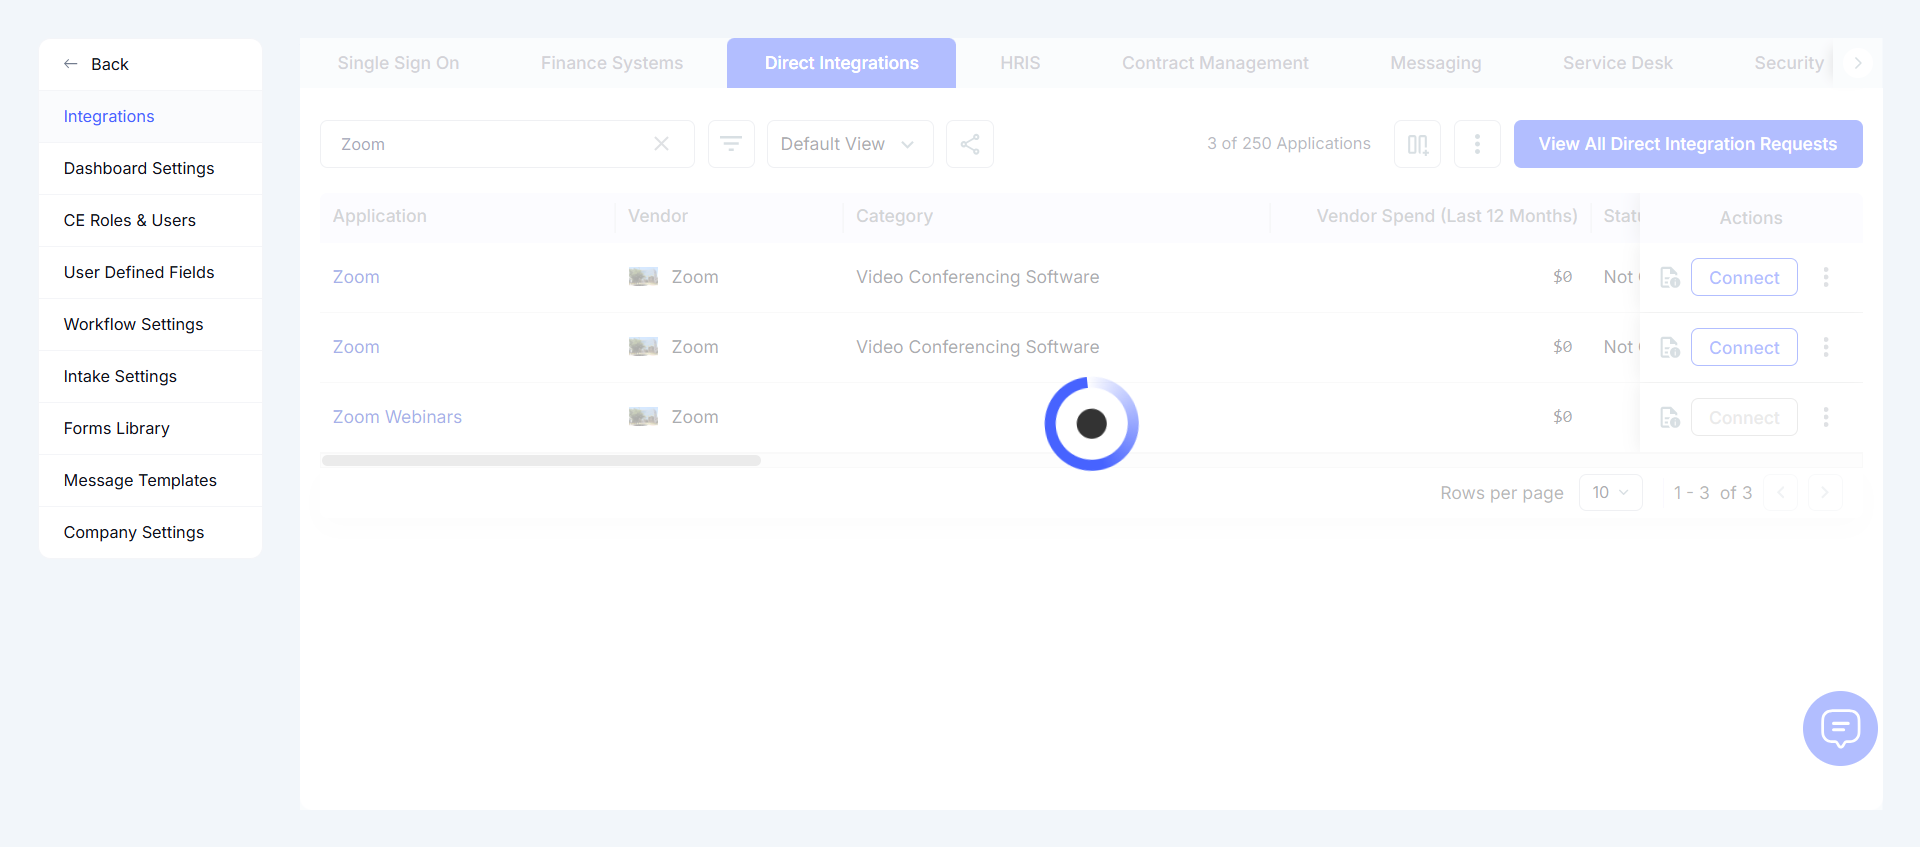 Back
Integrations
Dashboard Settings
CE Roles & Users
User Defined Fields
Workflow Settings
Intake Settings
Forms Library
Message Templates
Company Settings
Single Sign On Finance Systems Direct Integrations HRIS Contract Management Messaging Service Desk Security
Zoom Default View 3 of 250 Applications View All Direct Integration Requests
Application Vendor Category Vendor Spend (Last 12 Months) Actions
Zoom Zoom Video Conferencing Software $0 Not Connect
Zoom Zoom Video Conferencing Software $0 Not Connect
Zoom Webinars Zoom $0 Connect
Rows per page 10 1 - 3 of 3